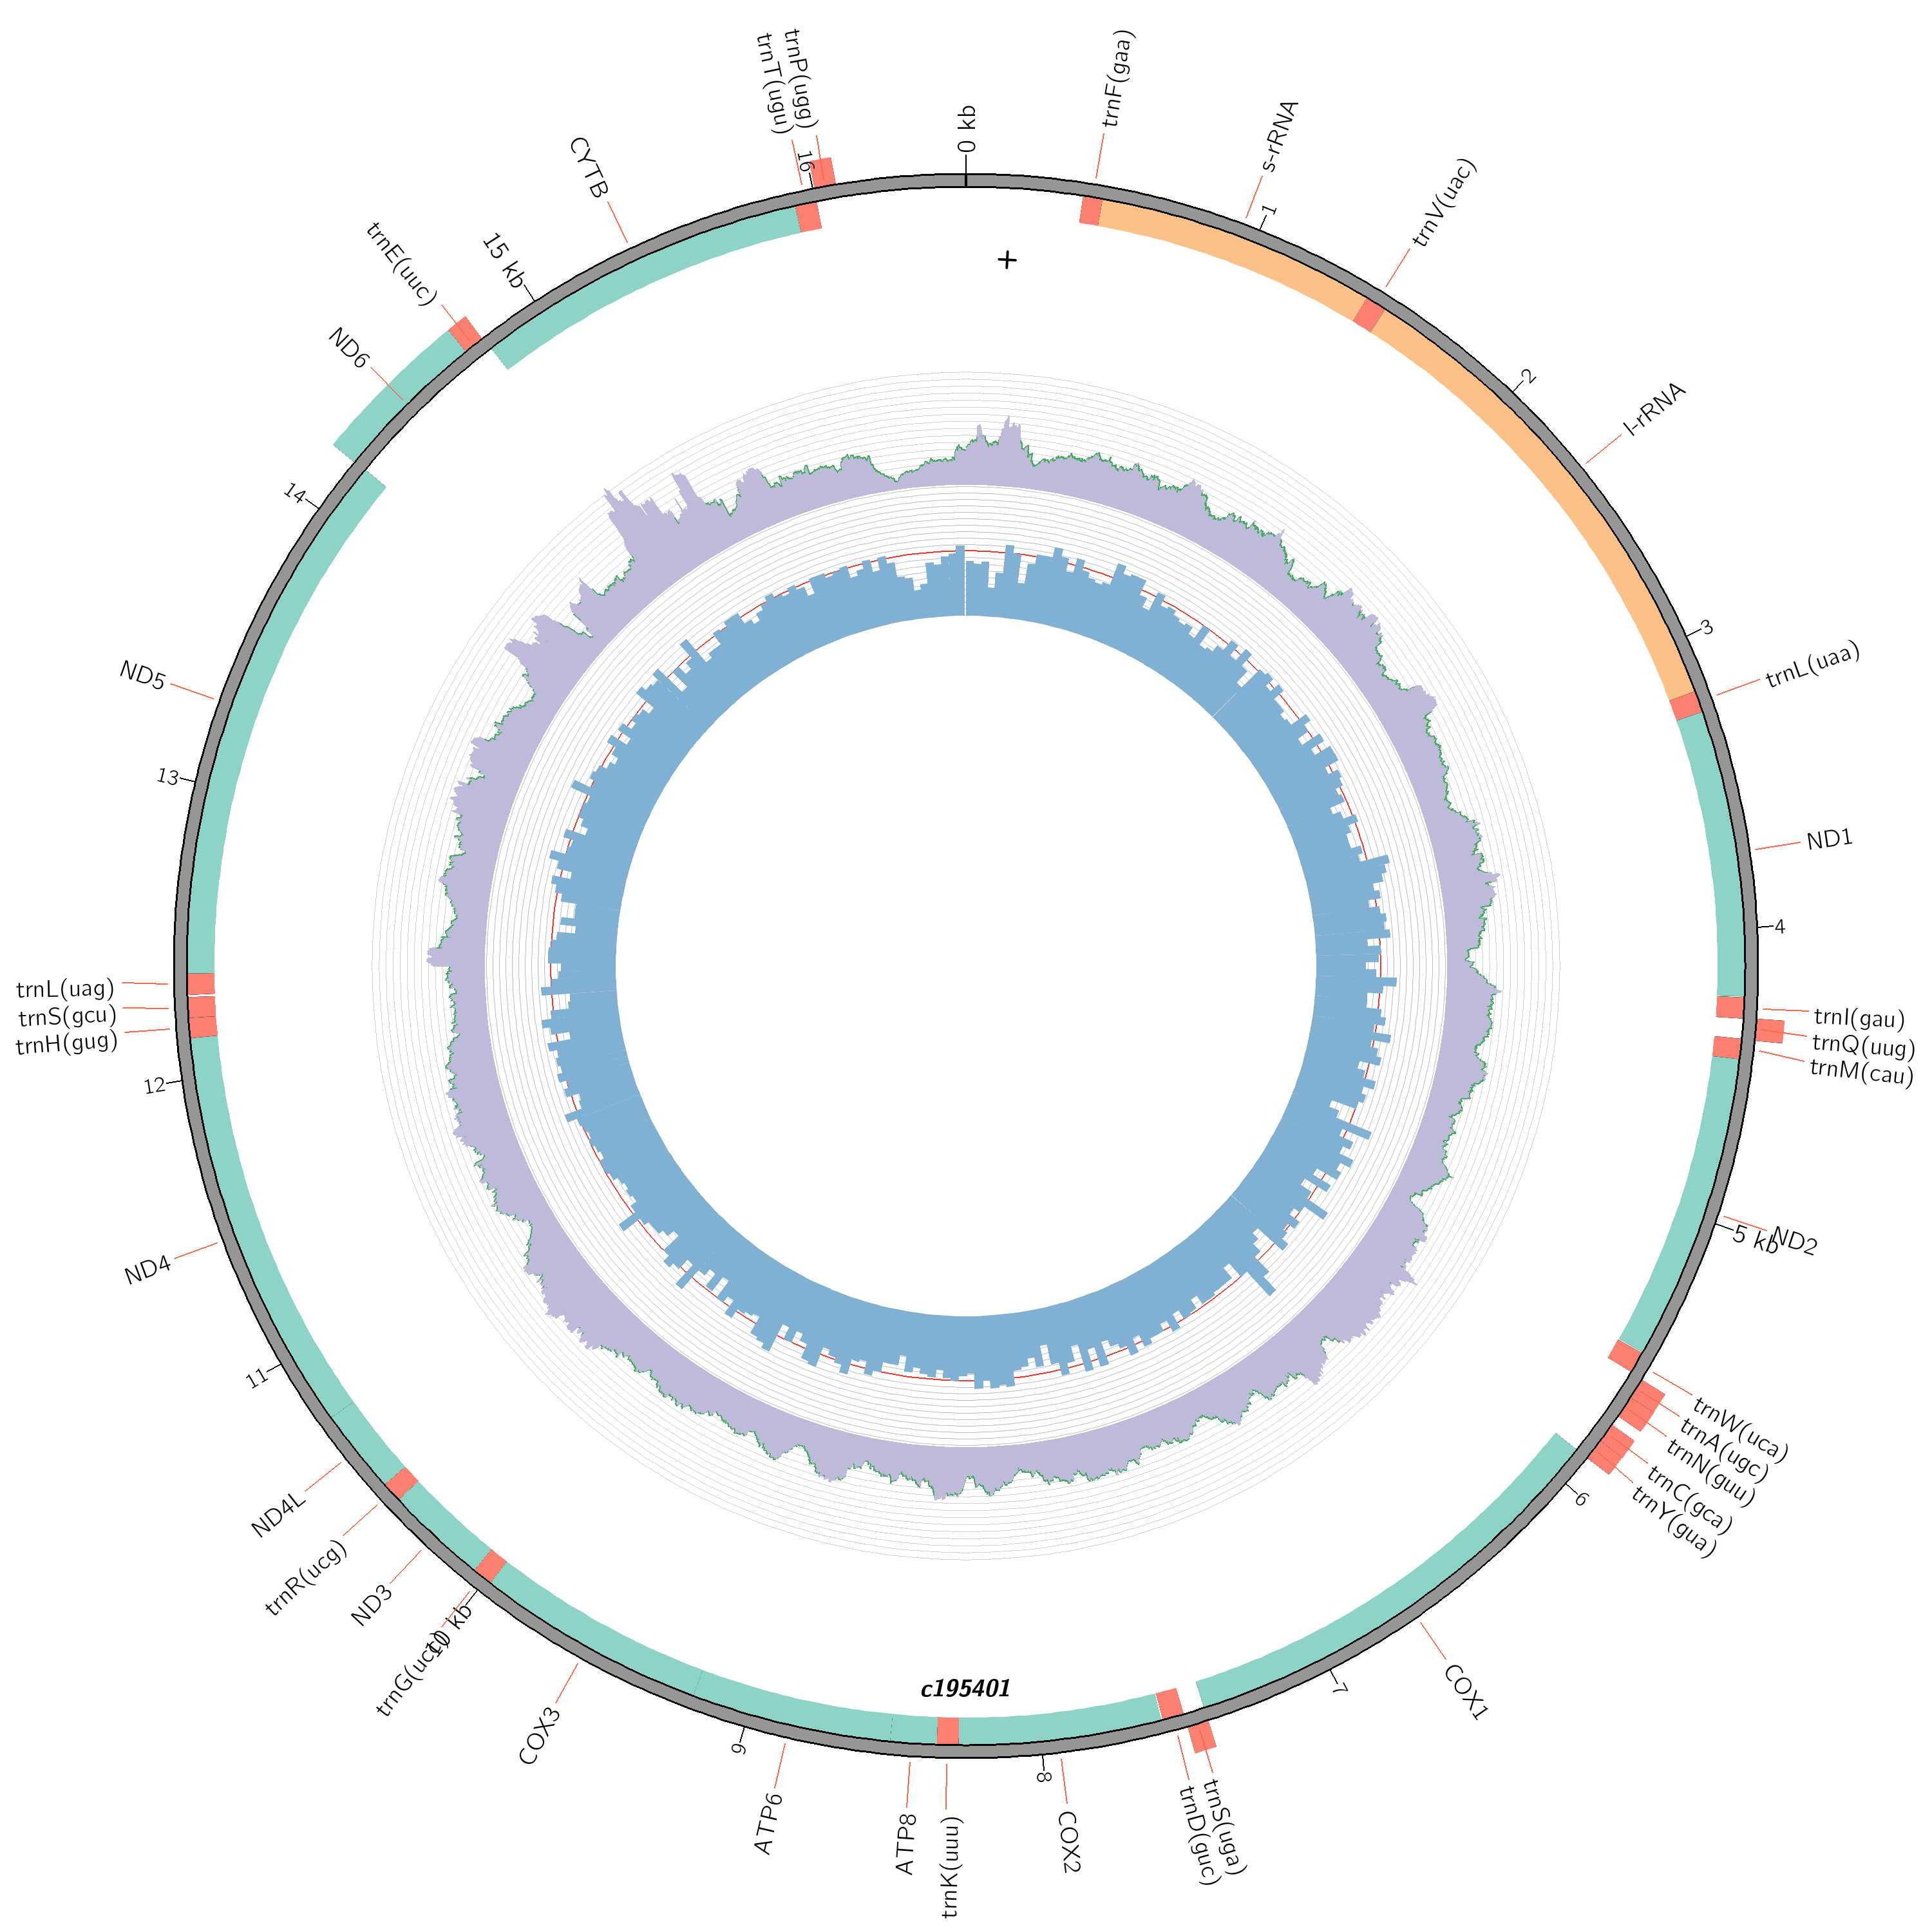 0 kb
trnF(gaa)
s-rRNA
1
trnV(uac)
2
l-rRNA
3
trnL(uaa)
ND1
4
trnI(gau)
trnQ(uug)
trnM(cau)
5 kb
ND2
trnW(uca)
trnA(ugc)
trnN(guu)
trnC(gca)
trnY(gua)
6
COX1
7
trnS(uga)
trnD(guc)
COX2
8
trnK(uuu)
ATP8
ATP6
9
COX3
10 kb
trnG(ucc)
ND3
trnR(ucg)
ND4L
11
ND4
12
trnH(gug)
trnS(gcu)
trnL(uag)
13
ND5
14
ND6
trnE(uuc)
15 kb
CYTB
trnT(ugu)
trnP(ugg)
16
+
c195401